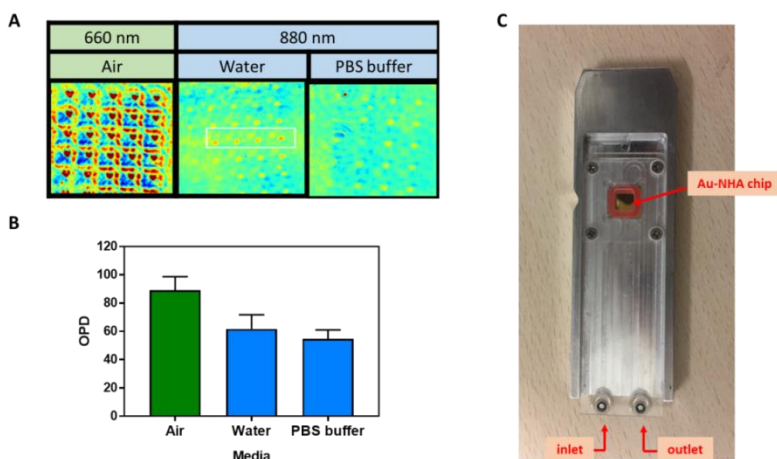 A
660 nm 880 nm
Air Water PBS buffer
B
120
100
80
60
40
20
0
OPD
Air Water PBS buffer
Media
C
Au-NHA chip
inlet outlet